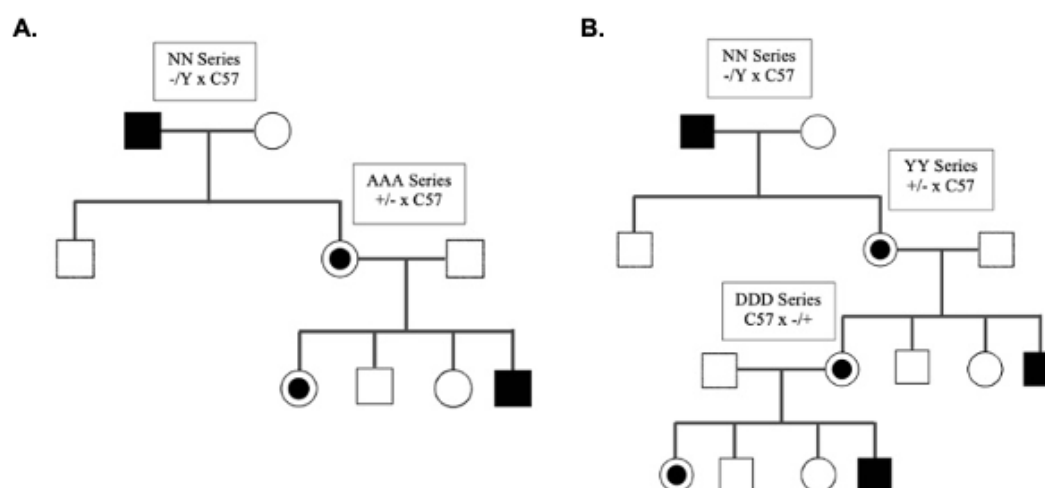 A.
NN Series
-/Y x C57
AAA Series
+/- x C57
B.
NN Series
-/Y x C57
YY Series
+/- x C57
DDD Series
C57 x -/+